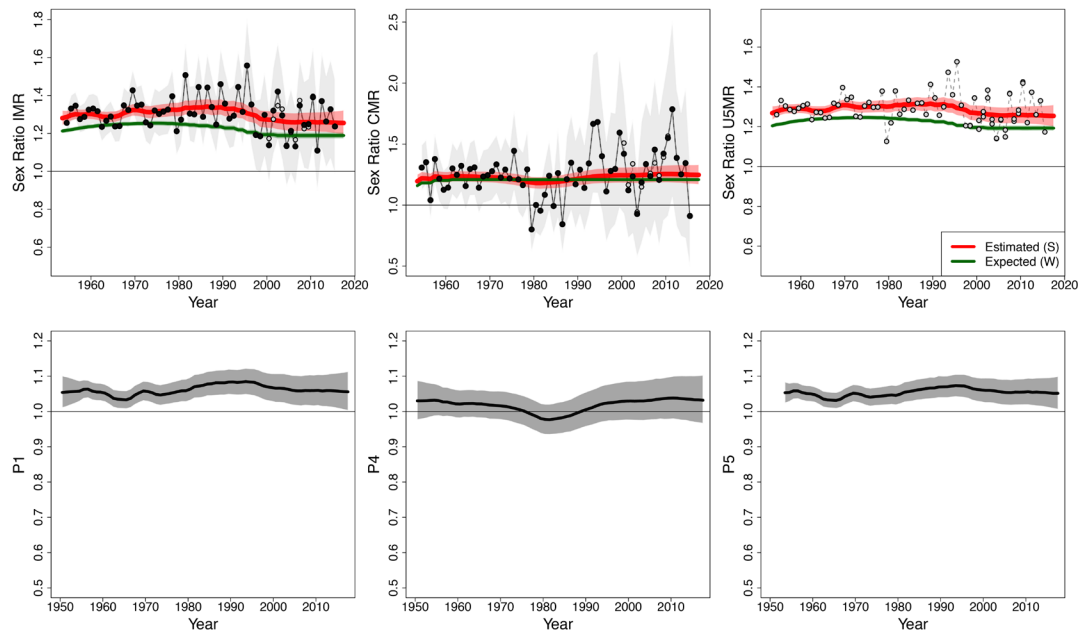 Sex Ratio IMR
0.6 0.8 1.0 1.2 1.4 1.6 1.8
1960 1970 1980 1990 2000 2010 2020
Year
Sex Ratio CMR
0.5 1.0 1.5 2.0 2.5
1960 1970 1980 1990 2000 2010 2020
Year
Sex Ratio U5MR
0.6 0.8 1.0 1.2 1.4 1.6
1960 1970 1980 1990 2000 2010 2020
Year
Estimated (S)
Expected (W)
P1
0.5 0.6 0.7 0.8 0.9 1.0 1.1 1.2
1950 1960 1970 1980 1990 2000 2010
Year
P4
0.5 0.6 0.7 0.8 0.9 1.0 1.1 1.2
1950 1960 1970 1980 1990 2000 2010
Year
P5
0.5 0.6 0.7 0.8 0.9 1.0 1.1 1.2
1950 1960 1970 1980 1990 2000 2010
Year